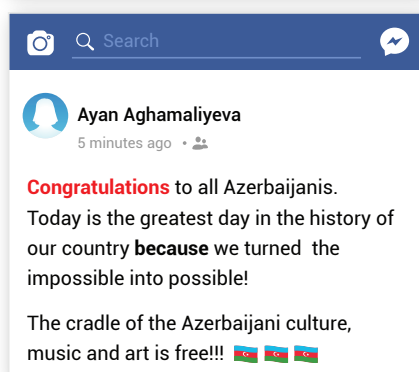 Search
Ayan Aghamaliyeva
5 minutes ago
Congratulations to all Azerbaijanis.
Today is the greatest day in the history of
our country because we turned the
impossible into possible!
The cradle of the Azerbaijani culture,
music and art is free!!! 🇦🇿 🇦🇿 🇦🇿